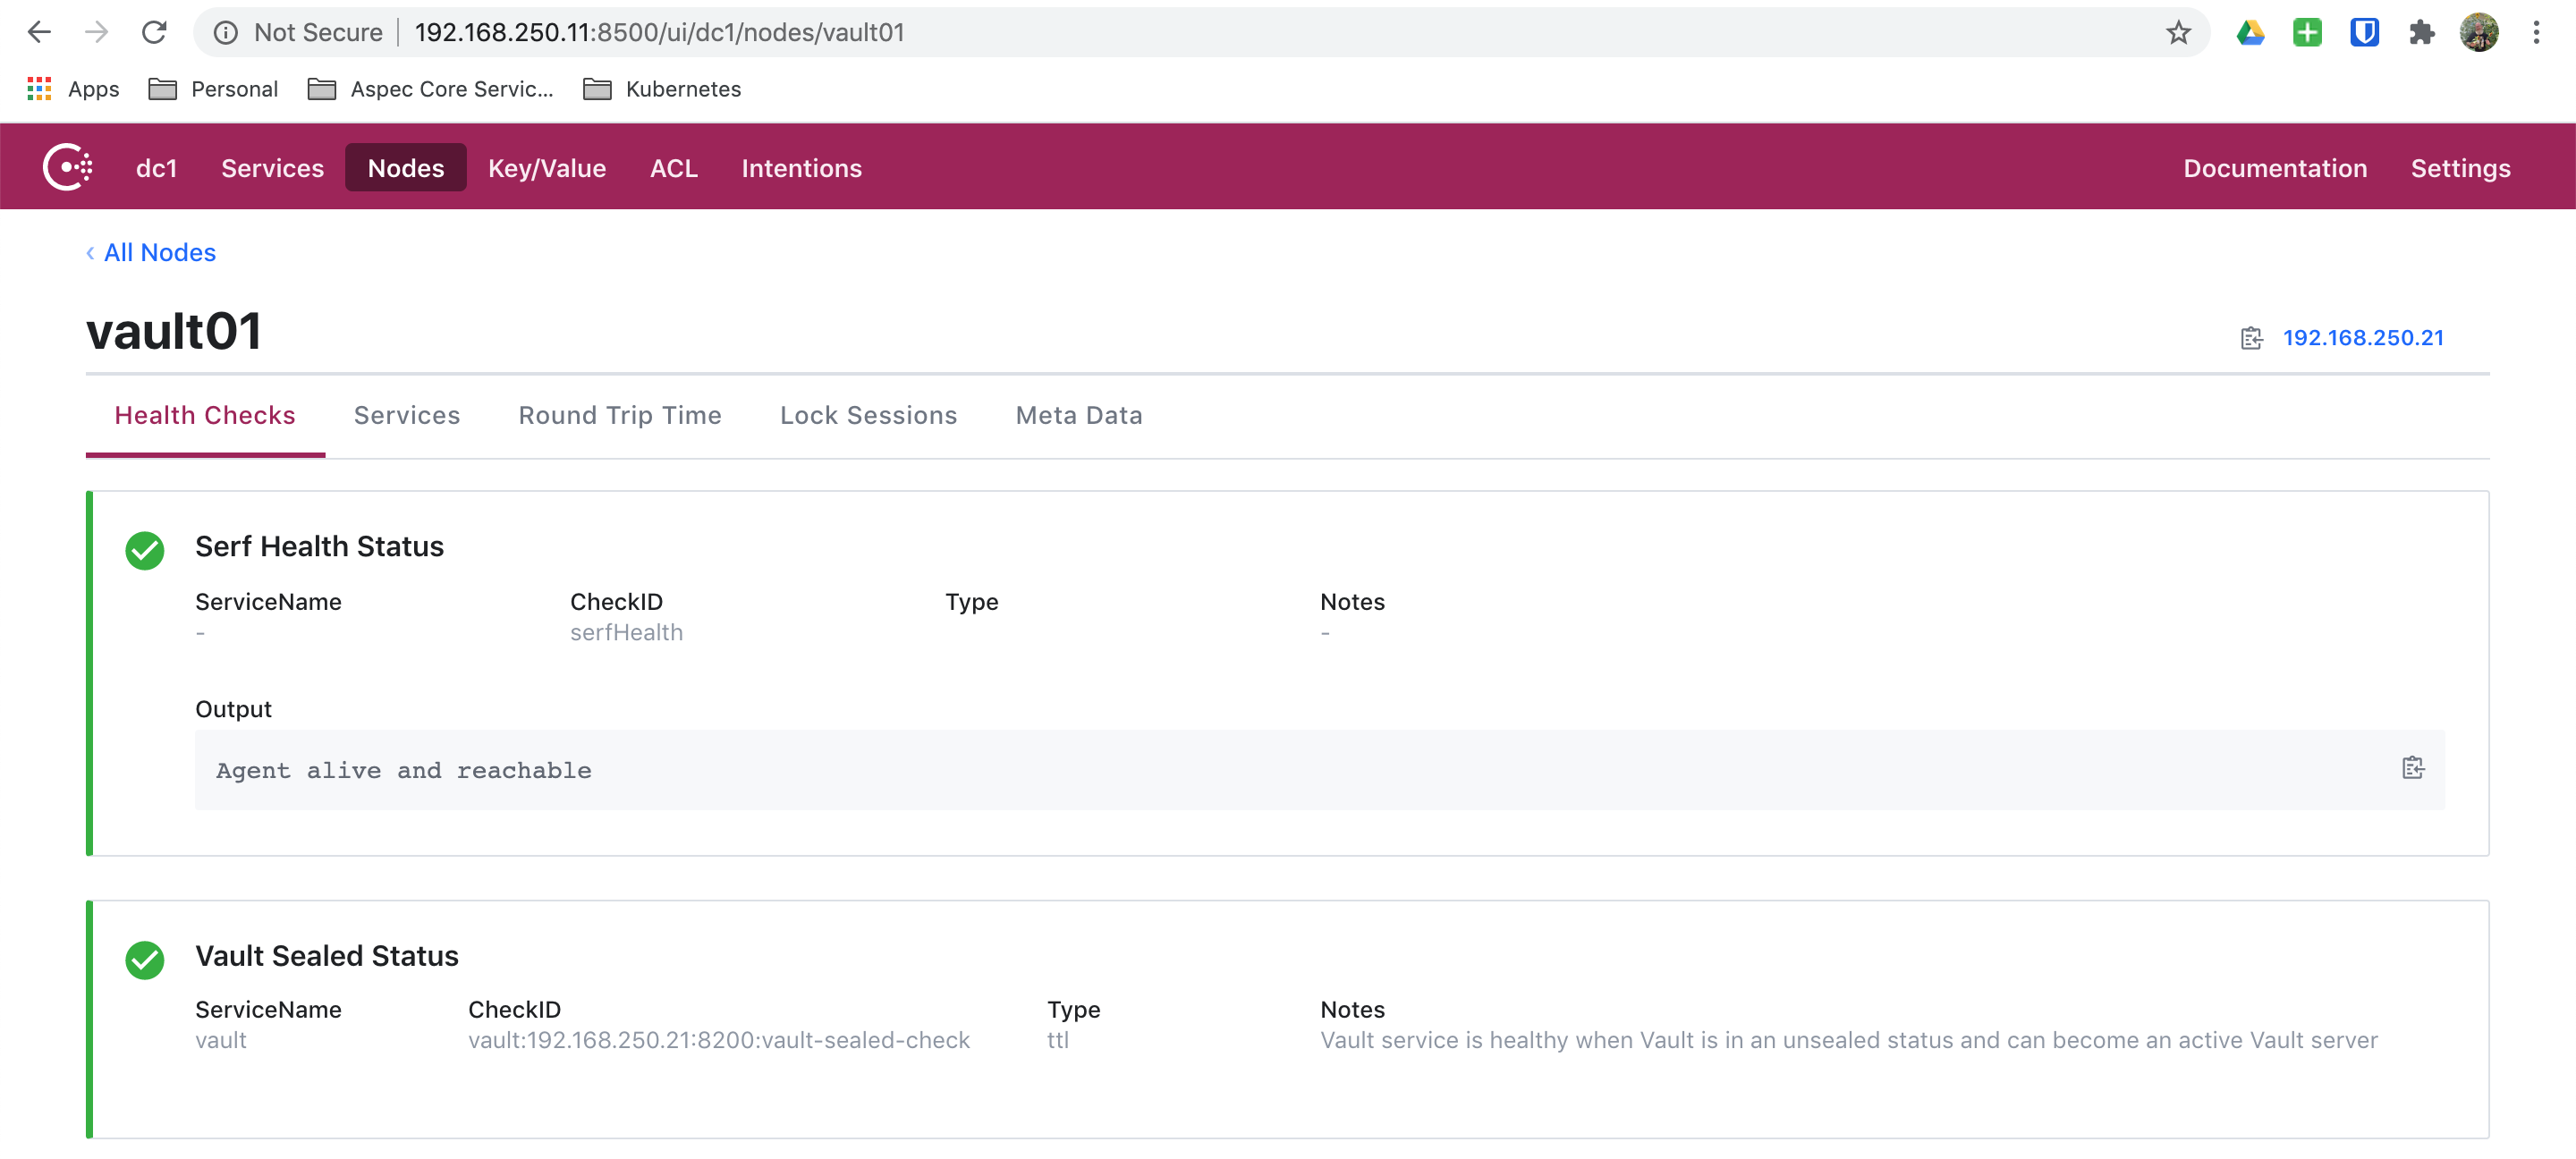 Not Secure | 192.168.250.11:8500/ui/dc1/nodes/vault01
Apps Personal Aspec Core Servic... Kubernetes
dc1 Services Nodes Key/Value ACL Intentions Documentation Settings
‹ All Nodes
vault01 192.168.250.21
Health Checks Services Round Trip Time Lock Sessions Meta Data
Serf Health Status
ServiceName CheckID Type Notes
- serfHealth -
Output
Agent alive and reachable
Vault Sealed Status
ServiceName CheckID Type Notes
vault vault:192.168.250.21:8200:vault-sealed-check ttl Vault service is healthy when Vault is in an unsealed status and can become an active Vault server